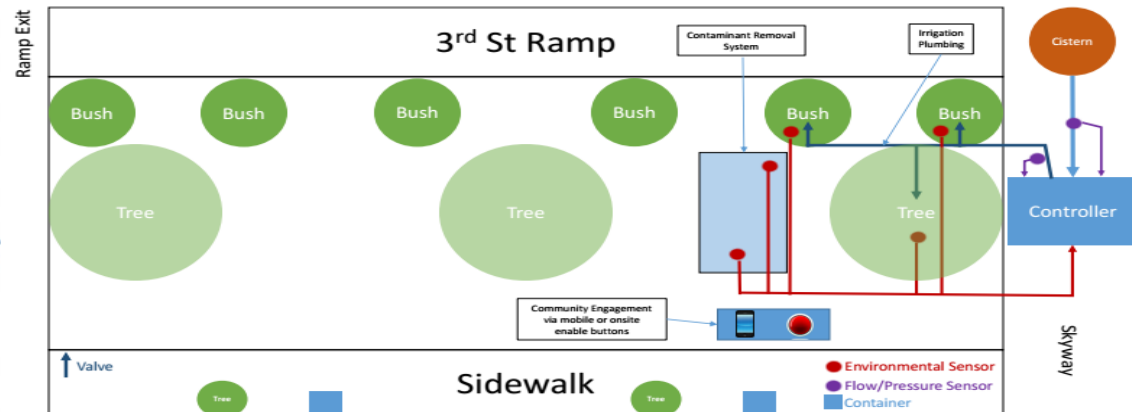 Ramp Exit
3rd St Ramp
Contaminant Removal
System
Irrigation
Plumbing
Cistern
Bush
Bush
Bush
Bush
Bush
Bush
Tree
Tree
Tree
Controller
Community Engagement
via mobile or onsite
enable buttons
Skyway
Valve
Sidewalk
Environmental Sensor
Flow/Pressure Sensor
Container
Tree
Tree